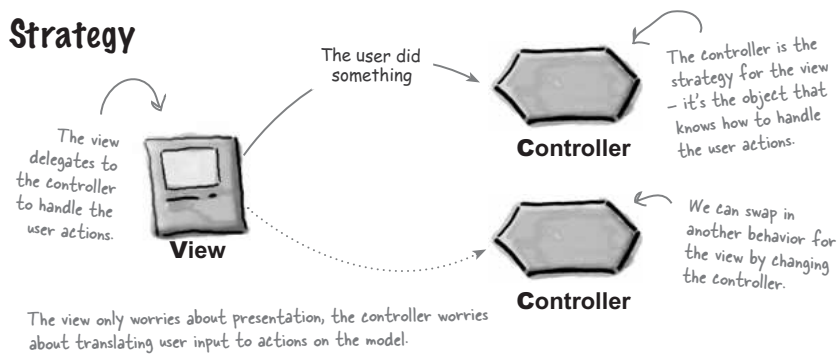 Strategy
The user did
something
The controller is the
strategy for the view
– it's the object that
knows how to handle
the user actions.
The view
delegates to
the controller
to handle the
user actions.
Controller
View
We can swap in
another behavior for
the view by changing
the controller.
Controller
The view only worries about presentation, the controller worries
about translating user input to actions on the model.